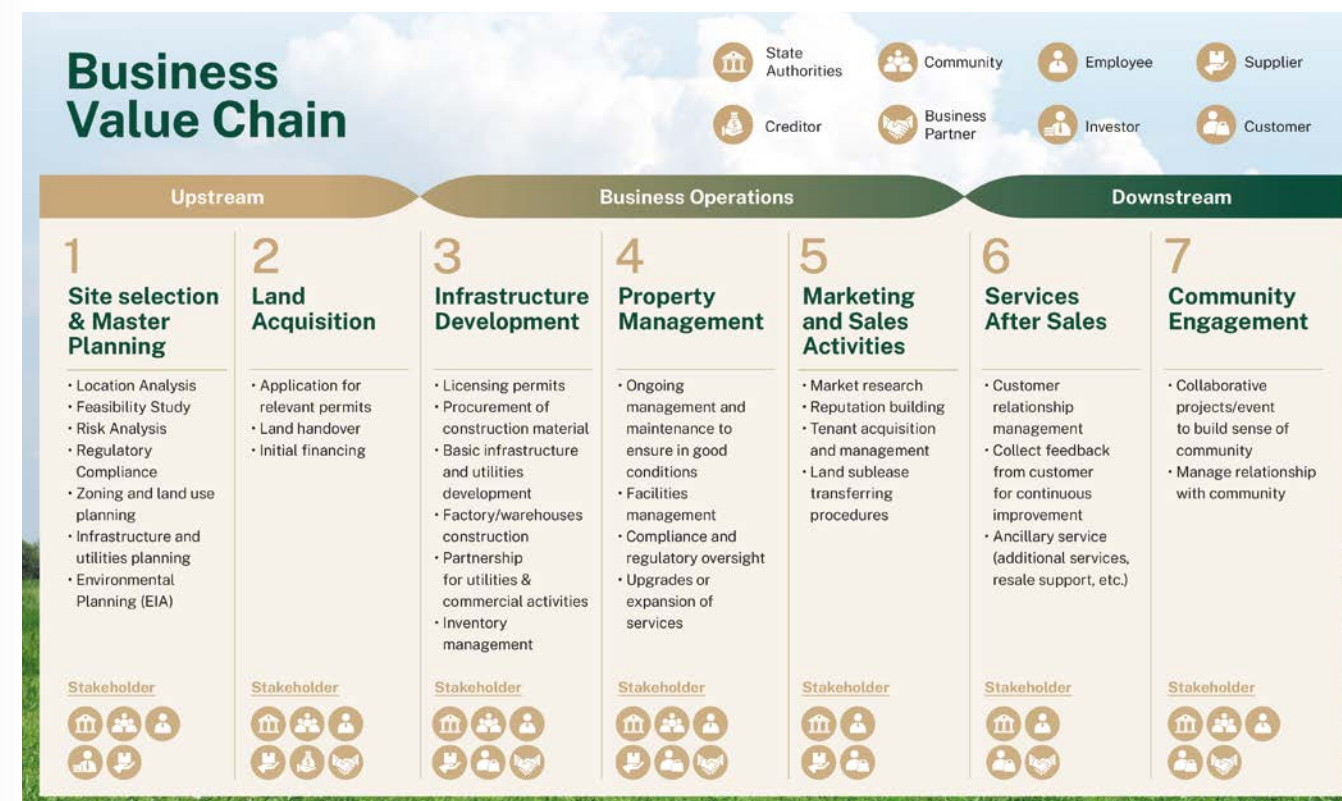 Business
Value Chain
State
Authorities
Community
Employee
Supplier
Creditor
Business
Partner
Investor
Customer
Upstream
Business Operations
Downstream
1
Site selection
& Master
Planning
• Location Analysis
• Feasibility Study
• Risk Analysis
• Regulatory
Compliance
• Zoning and land use
planning
• Infrastructure and
utilities planning
• Environmental
Planning (EIA)
Stakeholder
2
Land
Acquisition
• Application for
relevant permits
• Land handover
• Initial financing
Stakeholder
3
Infrastructure
Development
• Licensing permits
• Procurement of
construction material
• Basic infrastructure
and utilities
development
• Factory/warehouses
construction
• Partnership
for utilities &
commercial activities
• Inventory
management
Stakeholder
4
Property
Management
• Ongoing
management and
maintenance to
ensure in good
conditions
• Facilities
management
• Compliance and
regulatory oversight
• Upgrades or
expansion of
services
Stakeholder
5
Marketing
and Sales
Activities
• Market research
• Reputation building
• Tenant acquisition
and management
• Land sublease
transferring
procedures
Stakeholder
6
Services
After Sales
• Customer
relationship
management
• Collect feedback
from customer
for continuous
improvement
• Ancillary service
(additional services,
resale support, etc.)
Stakeholder
7
Community
Engagement
• Collaborative
projects/event
to build sense of
community
• Manage relationship
with community
Stakeholder